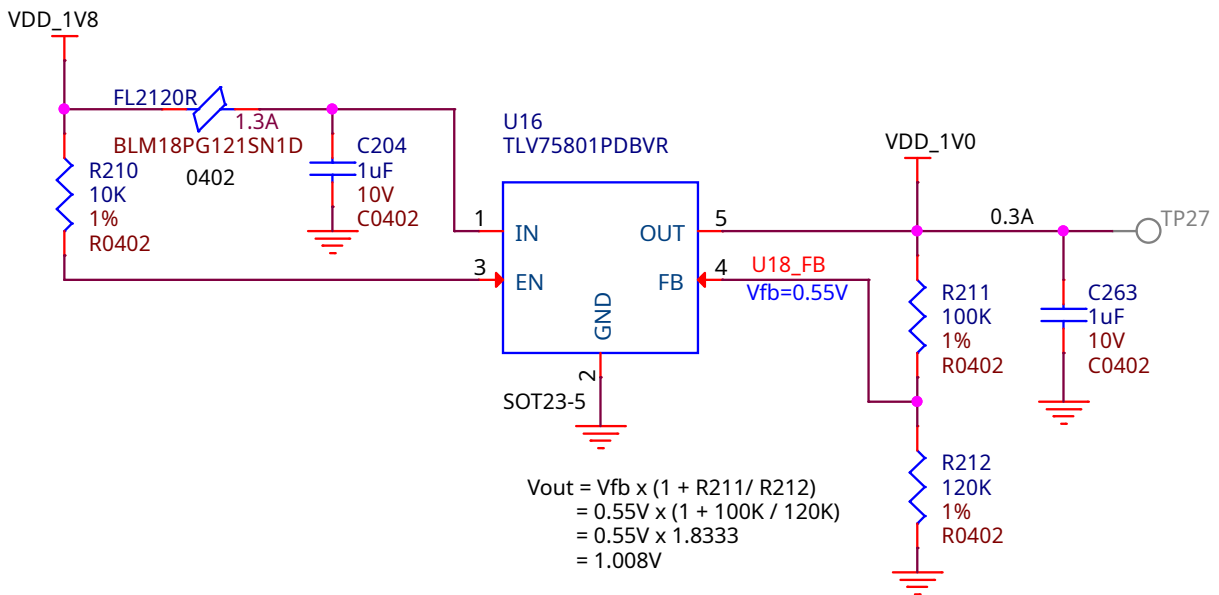 VDD_1V8
FL2120R
1.3A
BLM18PG121SN1D
0402
R210
10K
1%
R0402
C204
1uF
10V
C0402
U16
TLV75801PDBVR
1
IN
3
EN
OUT
5
FB
4
GND
2
SOT23-5
U18_FB
Vfb=0.55V
VDD_1V0
0.3A
TP27
R211
100K
1%
R0402
C263
1uF
10V
C0402
R212
120K
1%
R0402
Vout = Vfb x (1 + R211/ R212)
= 0.55V x (1 + 100K / 120K)
= 0.55V x 1.8333
= 1.008V